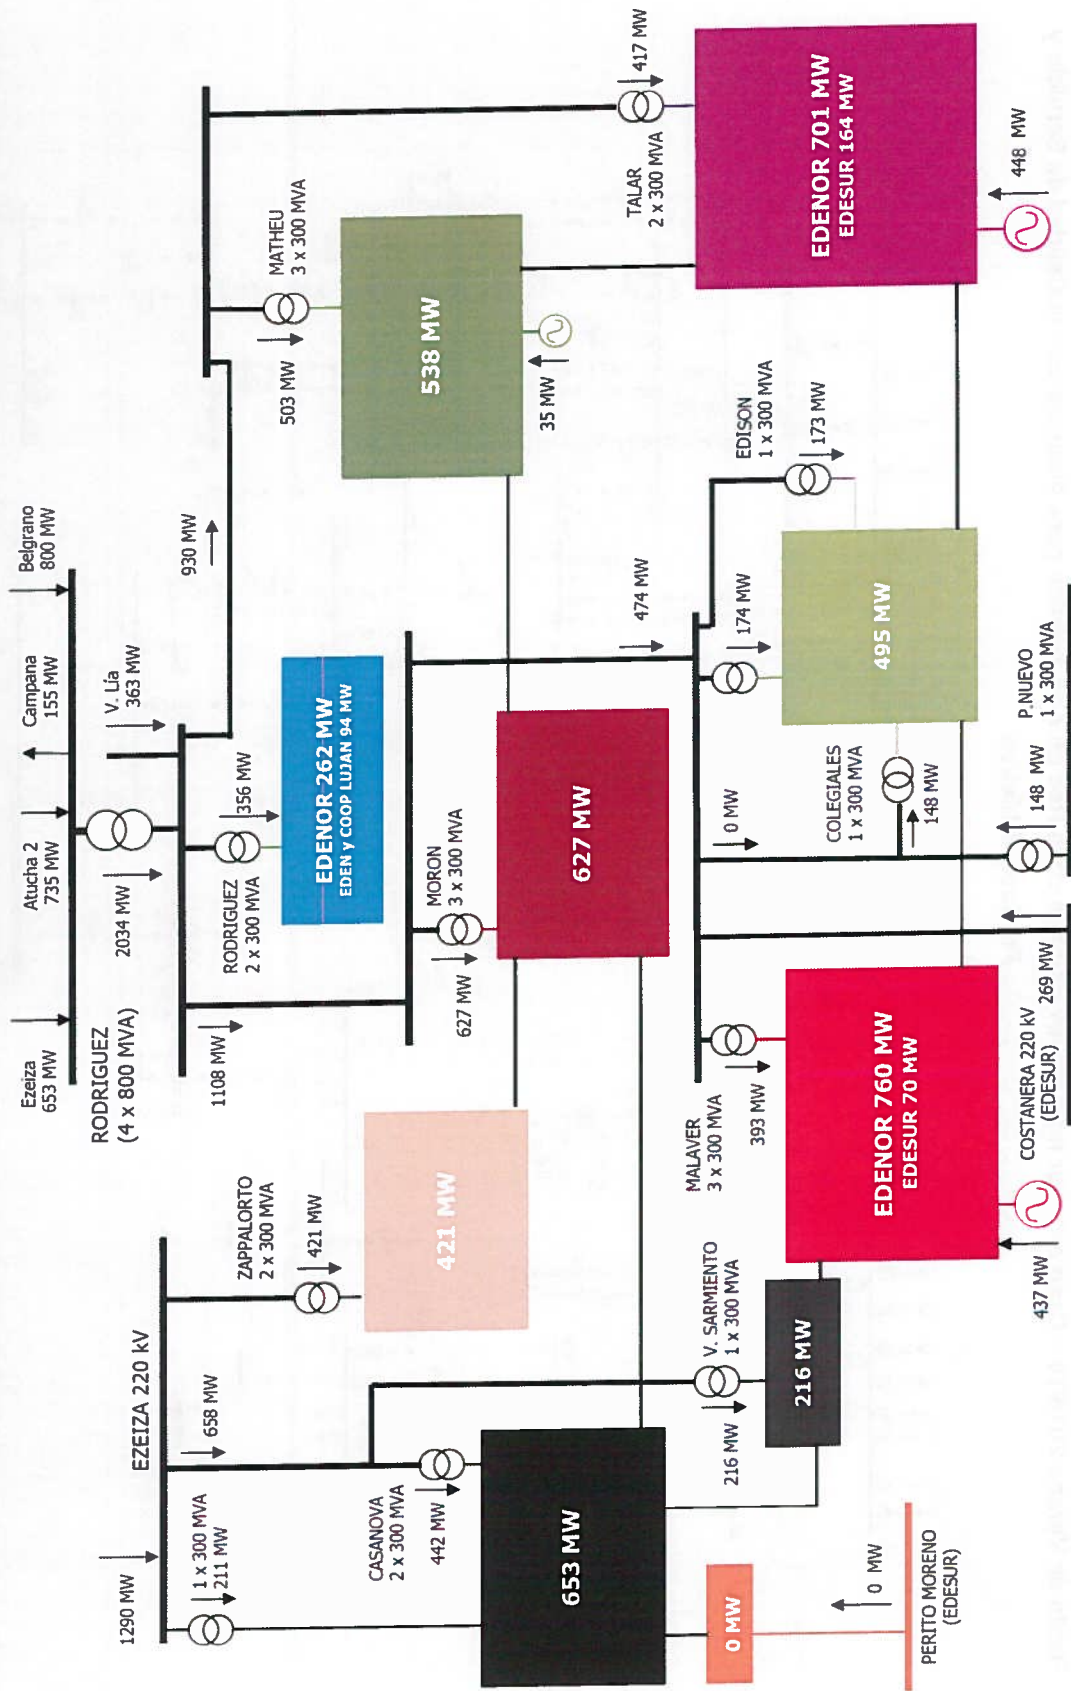 Ezeiza
653 MW
Atucha 2
735 MW
Campana
155 MW
Belgrano
800 MW
RODRIGUEZ
(4 x 800 MVA)
2034 MW
V. Lía
363 MW
930 MW
1108 MW
RODRIGUEZ
2 x 300 MVA
356 MW
EDENOR 262 MW
EDEN y COOP LUJAN 94 MW
MATHEU
3 x 300 MVA
503 MW
538 MW
35 MW
TALAR
2 x 300 MVA
417 MW
EDENOR 701 MW
EDESUR 164 MW
448 MW
1290 MW
EZEIZA 220 kV
1 x 300 MVA
211 MW
658 MW
ZAPPALORTO
2 x 300 MVA
421 MW
421 MW
CASANOVA
2 x 300 MVA
442 MW
653 MW
MORON
3 x 300 MVA
627 MW
627 MW
474 MW
V. SARMIENTO
1 x 300 MVA
216 MW
216 MW
MALAVER
3 x 300 MVA
393 MW
0 MW
174 MW
EDISON
1 x 300 MVA
173 MW
COLEGIALES
1 x 300 MVA
148 MW
495 MW
EDENOR 760 MW
EDESUR 70 MW
437 MW
0 MW
0 MW
PERITO MORENO
(EDESUR)
COSTANERA 220 kV
(EDESUR)
269 MW
P.NUEVO
1 x 300 MVA
148 MW